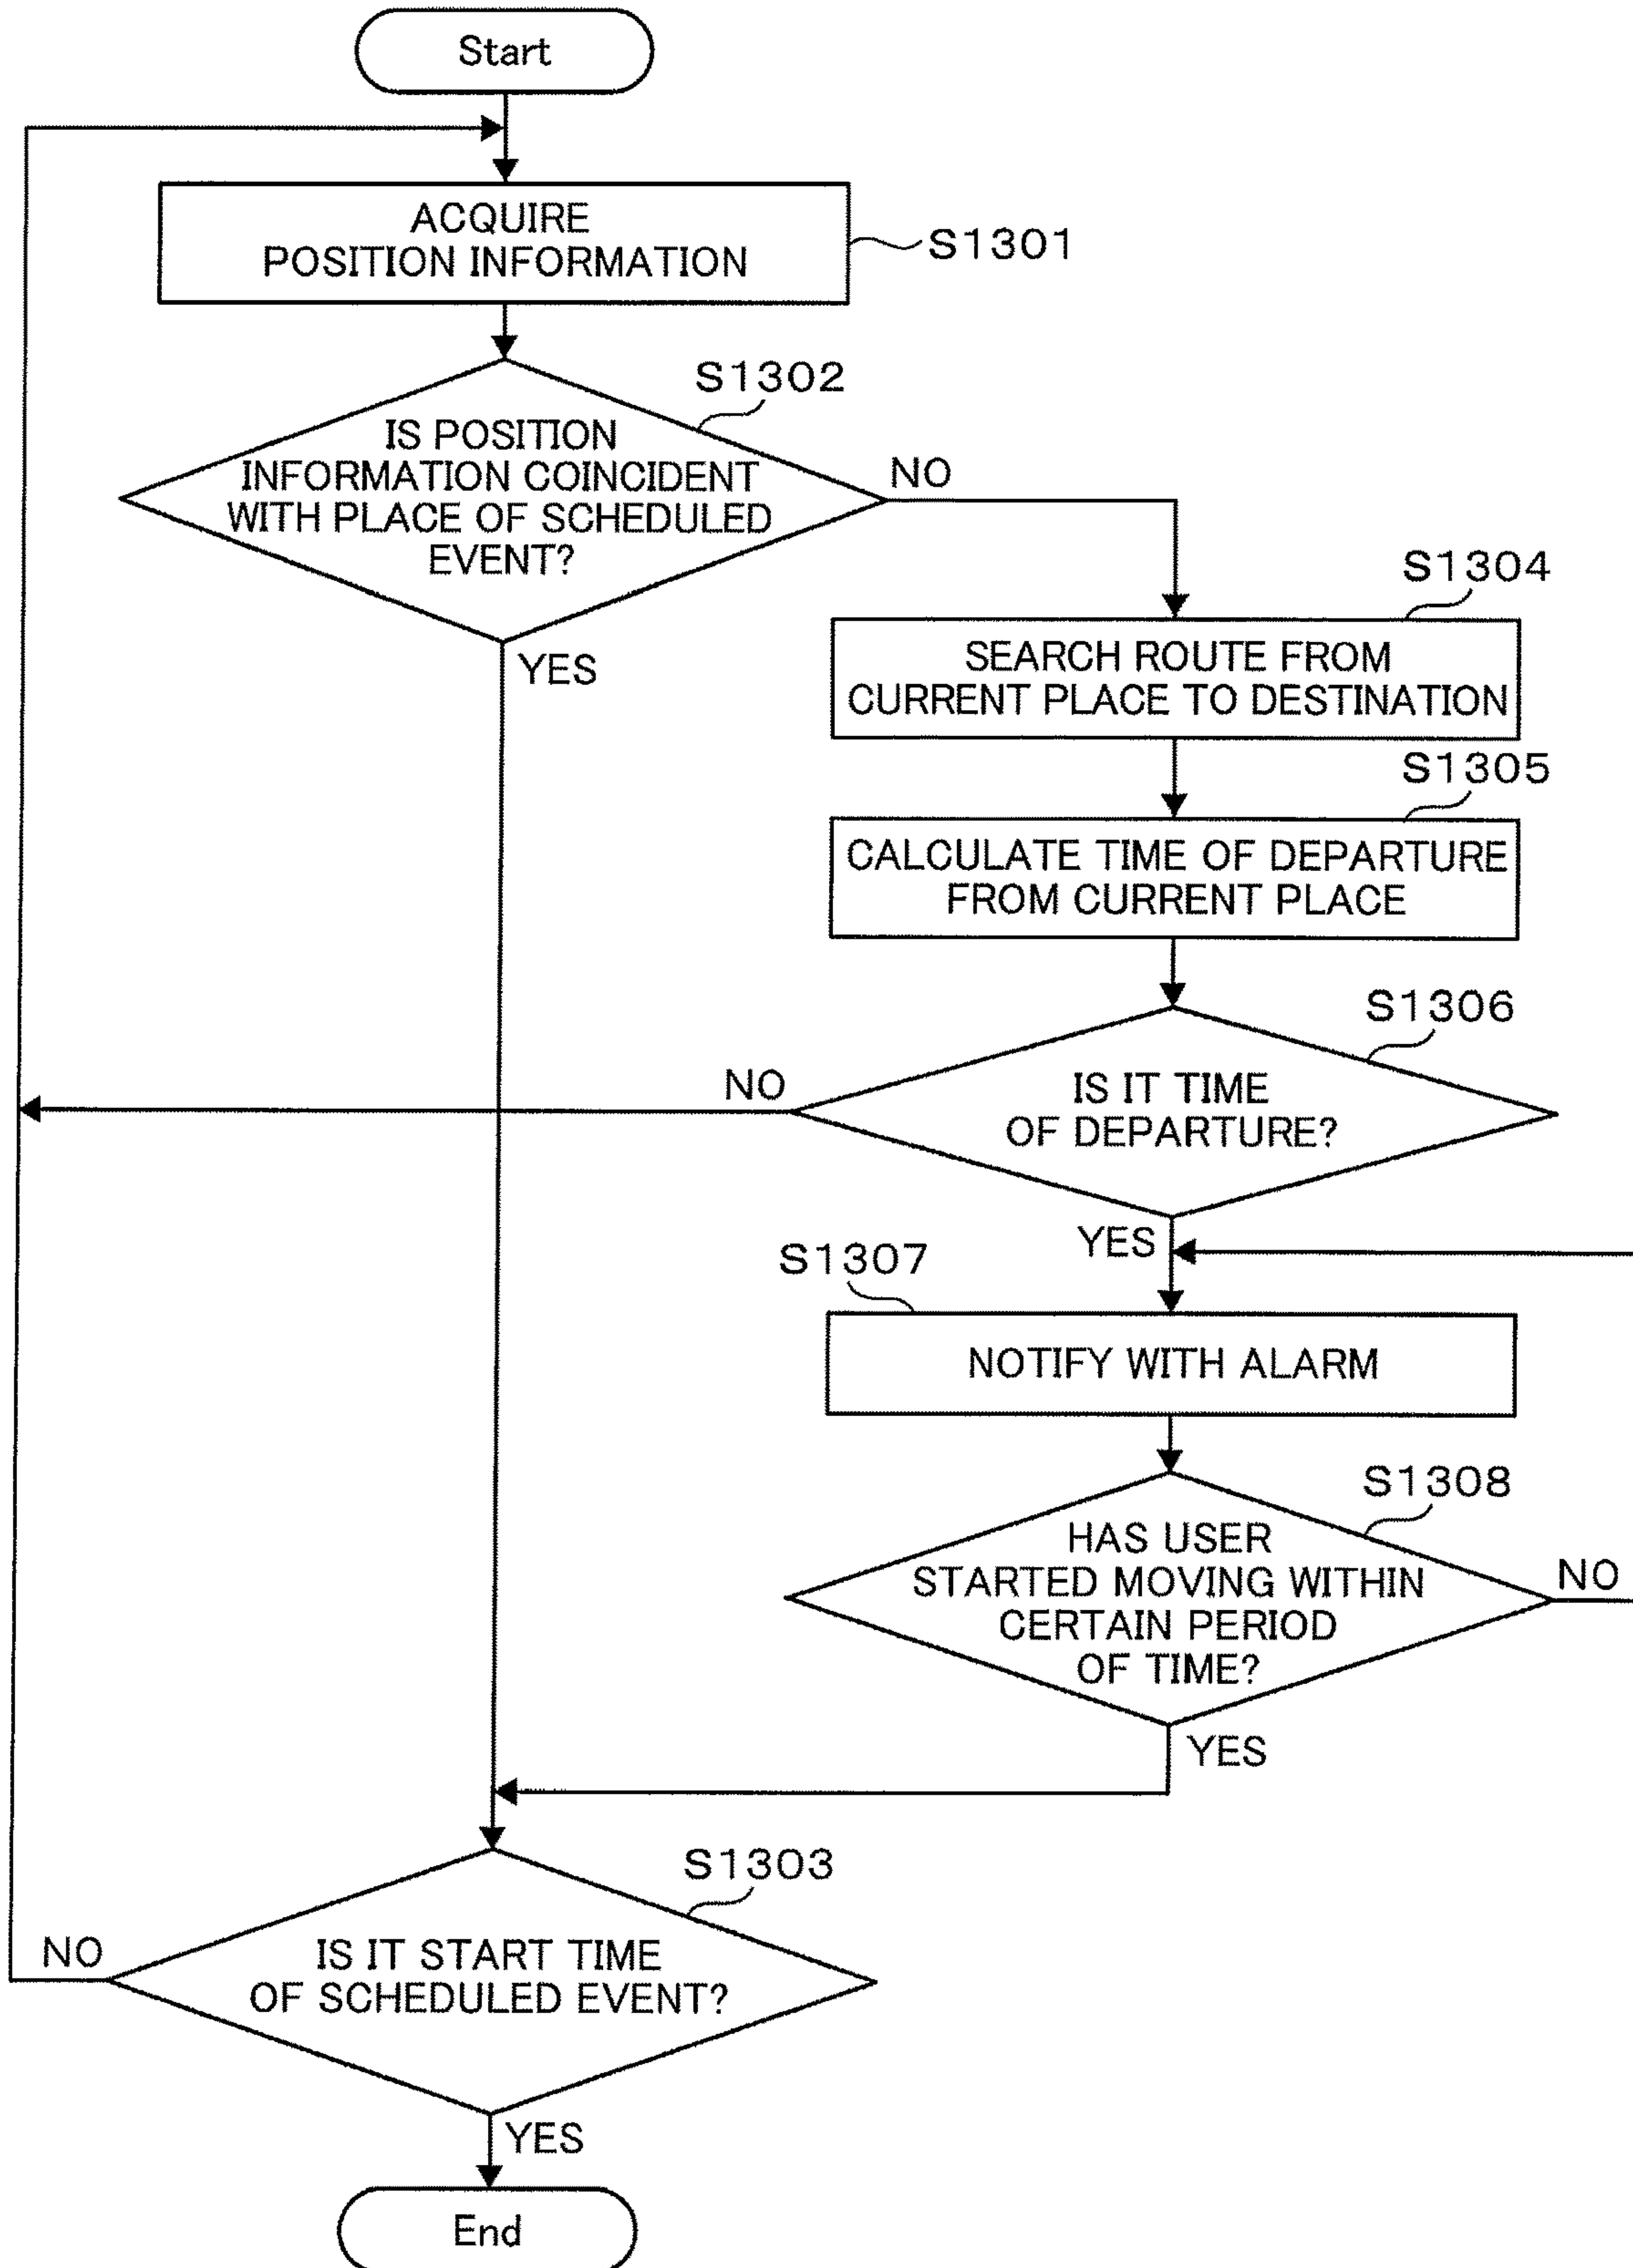 Start
ACQUIRE
POSITION INFORMATION
S1301
S1302
IS POSITION
INFORMATION COINCIDENT
WITH PLACE OF SCHEDULED
EVENT?
NO
YES
S1304
SEARCH ROUTE FROM
CURRENT PLACE TO DESTINATION
S1305
CALCULATE TIME OF DEPARTURE
FROM CURRENT PLACE
S1306
IS IT TIME
OF DEPARTURE?
NO
YES
S1307
NOTIFY WITH ALARM
S1308
HAS USER
STARTED MOVING WITHIN
CERTAIN PERIOD
OF TIME?
NO
YES
S1303
IS IT START TIME
OF SCHEDULED EVENT?
NO
YES
End